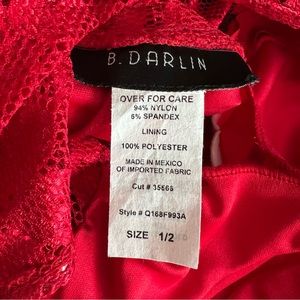 B. DARLIN
OVER FOR CARE
94% NYLON
6% SPANDEX
LINING
100% POLYESTER
MADE IN MEXICO
OF IMPORTED FABRIC
Cut # 35665
Style # Q168F993A
SIZE 1/2